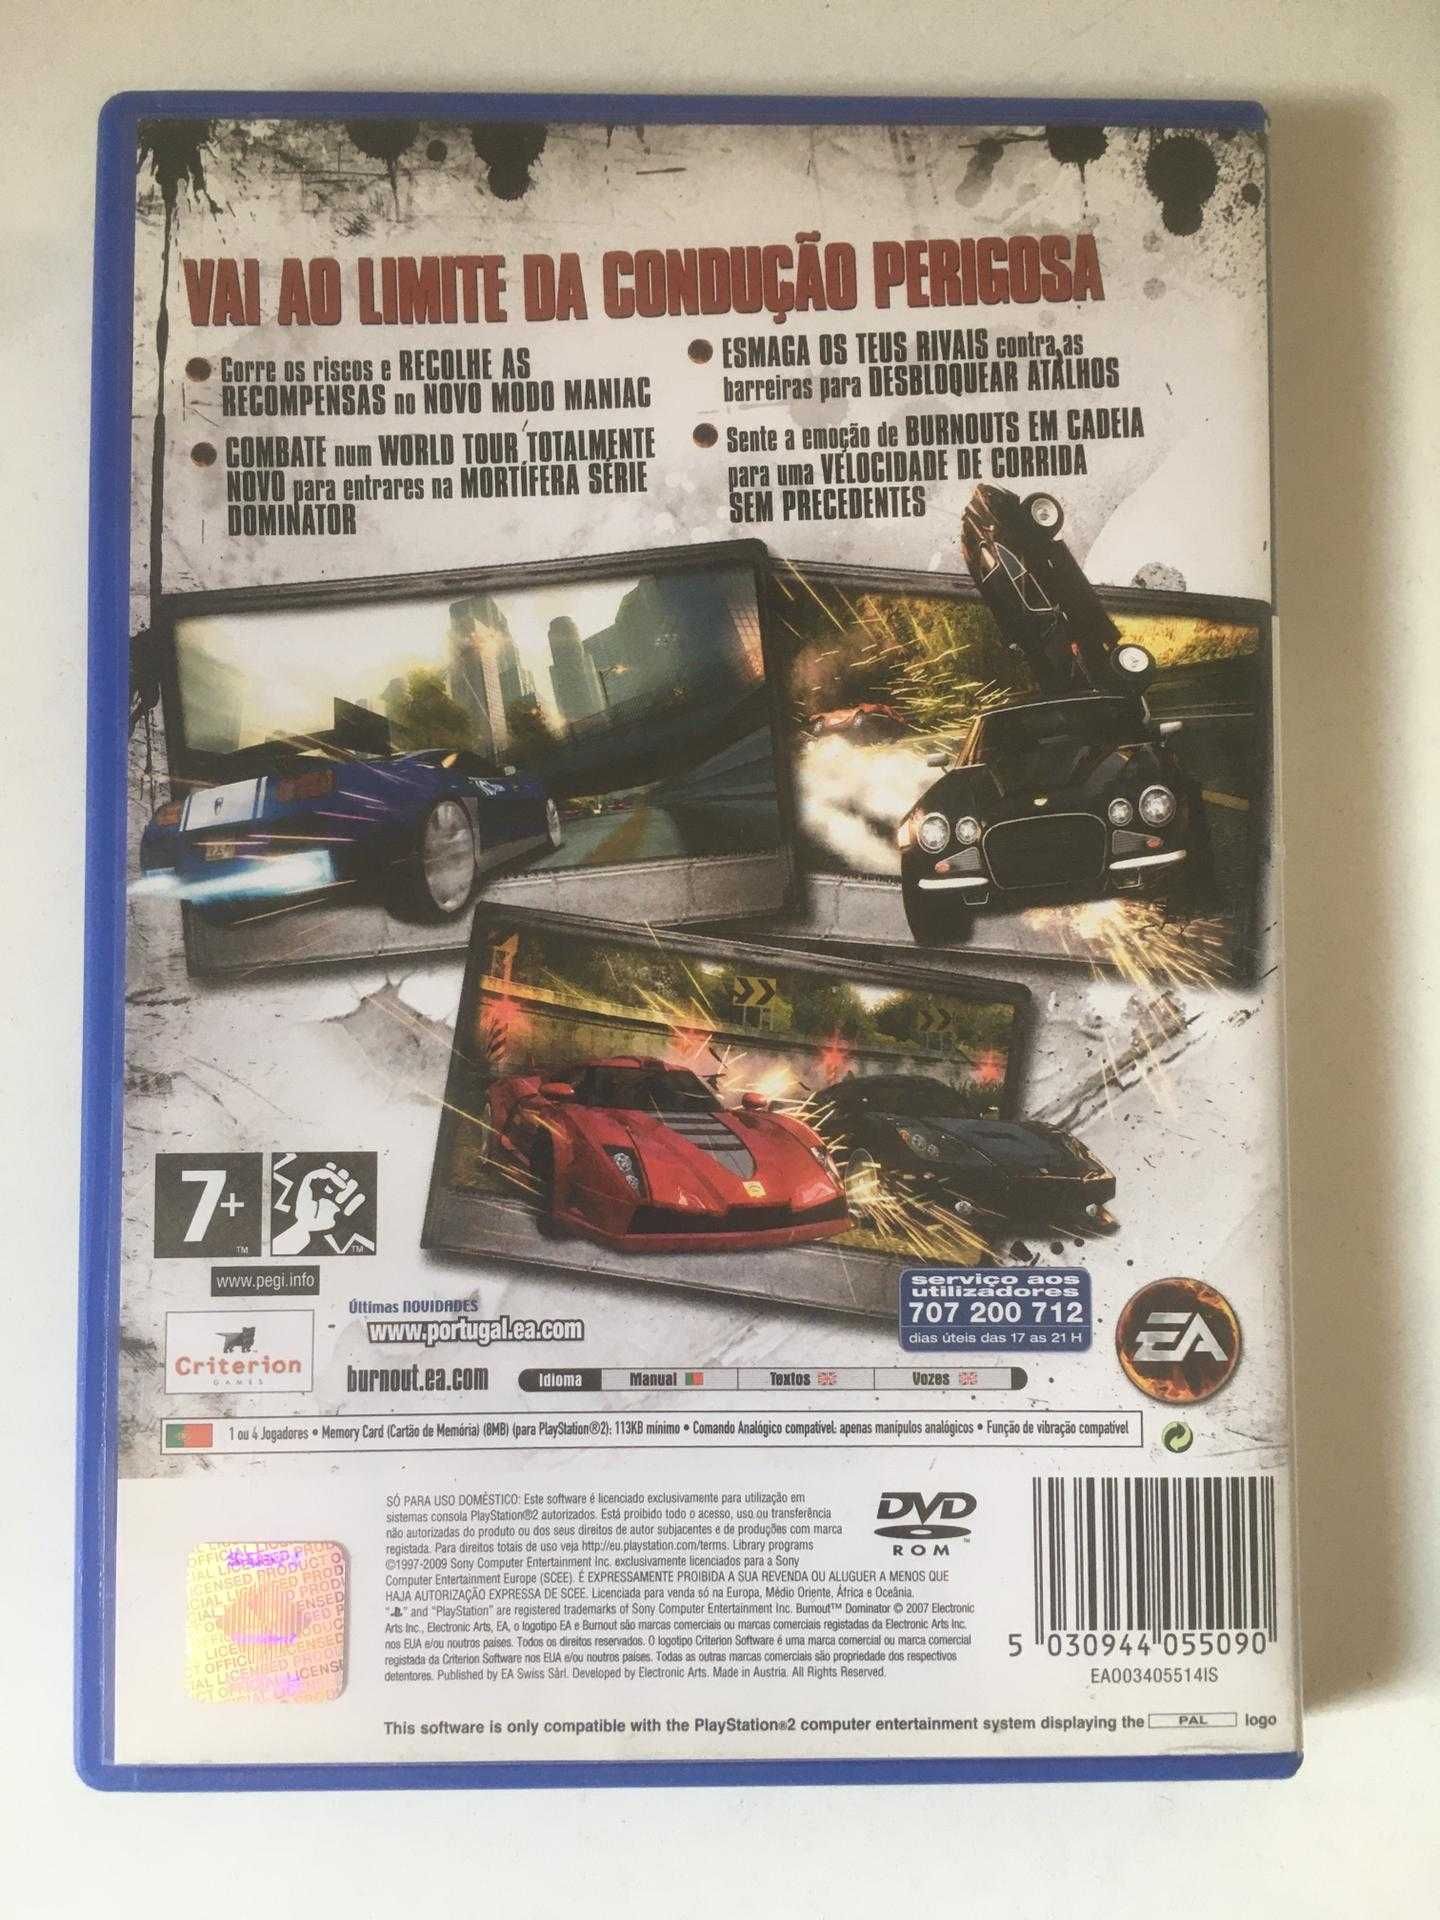 VAI AO LIMITE DA CONDUÇÃO PERIGOSA
Corre os riscos e RECOLHE AS
RECOMPENSAS no NOVO MODO MANIAC
COMBATE num WORLD TOUR TOTALMENTE
NOVO para entrares na MORTÍFERA SÉRIE
DOMINATOR
ESMAGA OS TEUS RIVAIS contra as
barreiras para DESBLOQUEAR ATALHOS
Sente a emoção de BURNOUTS EM CADEIA
para uma VELOCIDADE DE CORRIDA
SEM PRECEDENTES
7+
www.pegi.info
Criterion
GAMES
Últimas NOVIDADES
www.portugal.ea.com
burnout.ea.com
serviço aos
utilizadores
707 200 712
dias úteis das 17 as 21 H
EA
Idioma Manual Textos Vozes
1 ou 4 Jogadores • Memory Card (Cartão de Memória) (8MB) (para PlayStation®2): 113KB mínimo • Comando Analógico compatível: apenas manípulos analógicos • Função de vibração compatível
SÓ PARA USO DOMÉSTICO: Este software é licenciado exclusivamente para utilização em
sistemas consola PlayStation®2 autorizados. Está proibido todo o acesso, uso ou transferência
não autorizadas do produto ou dos seus direitos de autor subjacentes e de produções com marca
registada. Para direitos totais de uso veja http://eu.playstation.com/terms. Library programs
©1997-2009 Sony Computer Entertainment Inc. exclusivamente licenciados para a Sony
Computer Entertainment Europe (SCEE). É EXPRESSAMENTE PROIBIDA A SUA REVENDA OU ALUGUER A MENOS QUE
HAJA AUTORIZAÇÃO EXPRESSA DE SCEE. Licenciada para venda só na Europa, Médio Oriente, África e Oceânia.
" " and "PlayStation" are registered trademarks of Sony Computer Entertainment Inc. Burnout™ Dominator © 2007 Electronic
Arts Inc., Electronic Arts, EA, o logotipo EA e Burnout são marcas comerciais ou marcas comerciais registadas da Electronic Arts Inc.
nos EUA e/ou noutros países. Todos os direitos reservados. O logotipo Criterion Software é uma marca comercial ou marca comercial
registada da Criterion Software nos EUA e/ou noutros países. Todas as outras marcas comerciais são propriedade dos respectivos
detentores. Published by EA Swiss Sàrl. Developed by Electronic Arts. Made in Austria. All Rights Reserved.
DVD
ROM
5 030944 055090
EAO03405514IS
This software is only compatible with the PlayStation®2 computer entertainment system displaying the PAL logo